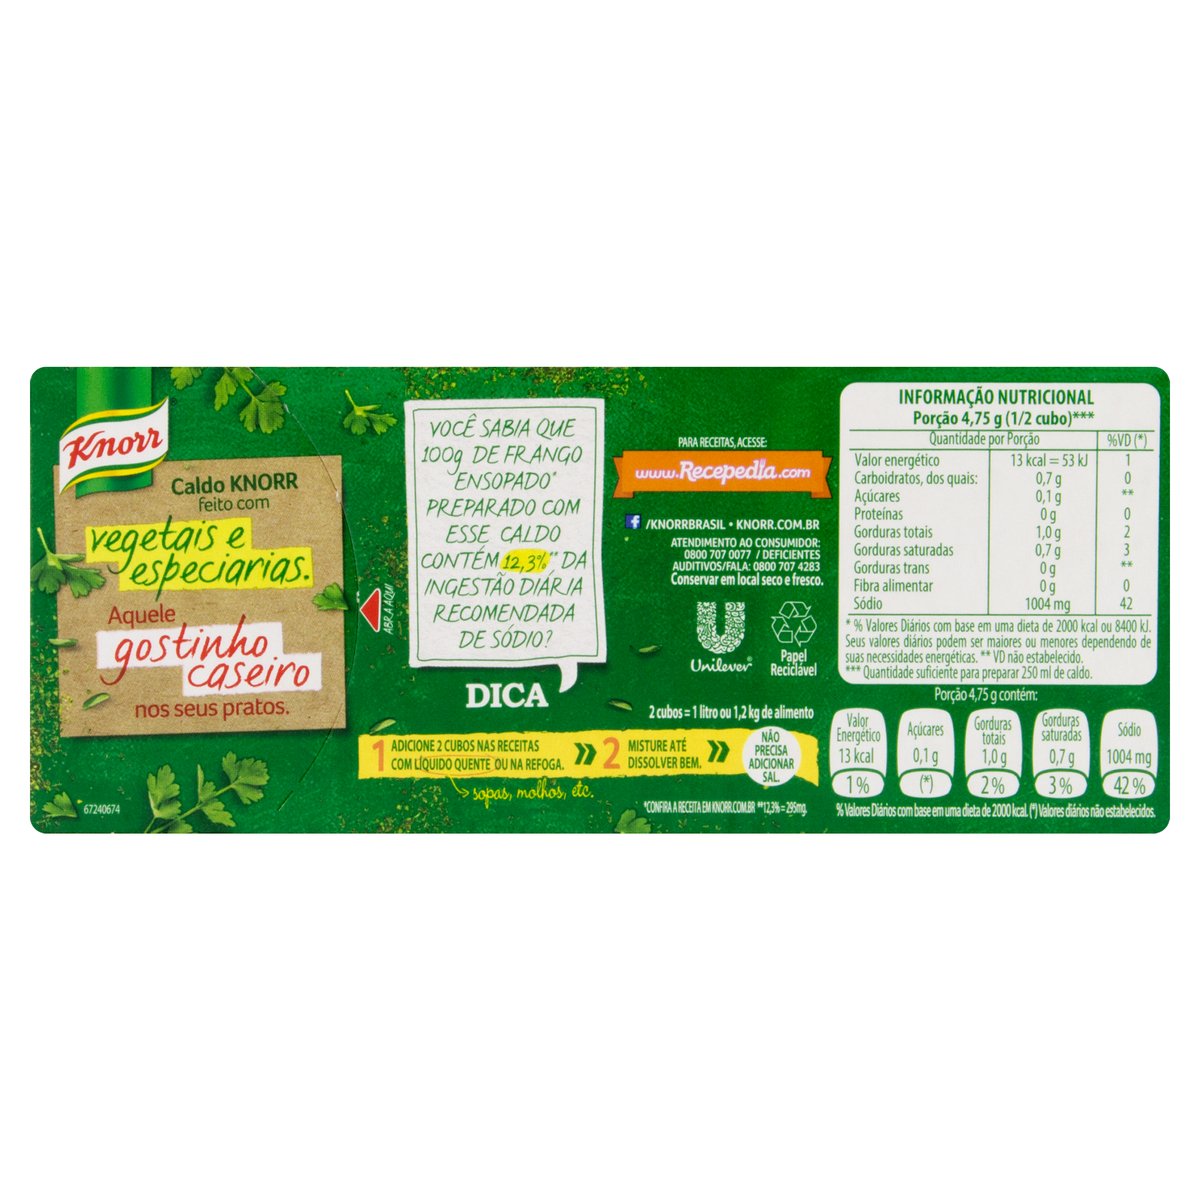 Knorr
Caldo KNORR
feito com
vegetais e
especiarias.
Aquele
gostinho
caseiro
nos seus pratos.
67240674
ABRA AQUI
VOCÊ SABIA QUE
100g DE FRANGO
ENSOPADO*
PREPARADO COM
ESSE CALDO
CONTÉM 12,3%** DA
INGESTÃO DIÁRIA
RECOMENDADA
DE SÓDIO?
DICA
PARA RECEITAS, ACESSE:
www.Recepedia.com
f /KNORRBRASIL • KNORR.COM.BR
ATENDIMENTO AO CONSUMIDOR:
0800 707 0077 / DEFICIENTES
AUDITIVOS/FALA: 0800 707 4283
Conservar em local seco e fresco.
Unilever
Papel
Reciclável
2 cubos = 1 litro ou 1,2 kg de alimento
1 ADICIONE 2 CUBOS NAS RECEITAS
COM LÍQUIDO QUENTE OU NA REFOGA.
sopas, molhos, etc.
2 MISTURE ATÉ
DISSOLVER BEM.
NÃO
PRECISA
ADICIONAR
SAL.
*CONFIRA A RECEITA EM KNORR.COM.BR **12,3% = 295mg.
INFORMAÇÃO NUTRICIONAL
Porção 4,75 g (1/2 cubo)***
Quantidade por Porção %VD (*)
Valor energético 13 kcal = 53 kJ 1
Carboidratos, dos quais: 0,7 g 0
Açúcares 0,1 g **
Proteínas 0 g 0
Gorduras totais 1,0 g 2
Gorduras saturadas 0,7 g 3
Gorduras trans 0 g **
Fibra alimentar 0 g 0
Sódio 1004 mg 42
* % Valores Diários com base em uma dieta de 2000 kcal ou 8400 kJ.
Seus valores diários podem ser maiores ou menores dependendo de
suas necessidades energéticas. ** VD não estabelecido.
*** Quantidade suficiente para preparar 250 ml de caldo.
Porção 4,75 g contém:
Valor
Energético
13 kcal
1%
Açúcares
0,1 g
(*)
Gorduras
totais
1,0 g
2%
Gorduras
saturadas
0,7 g
3%
Sódio
1004 mg
42%
% Valores Diários com base em uma dieta de 2000 kcal. (*) Valores diários não estabelecidos.